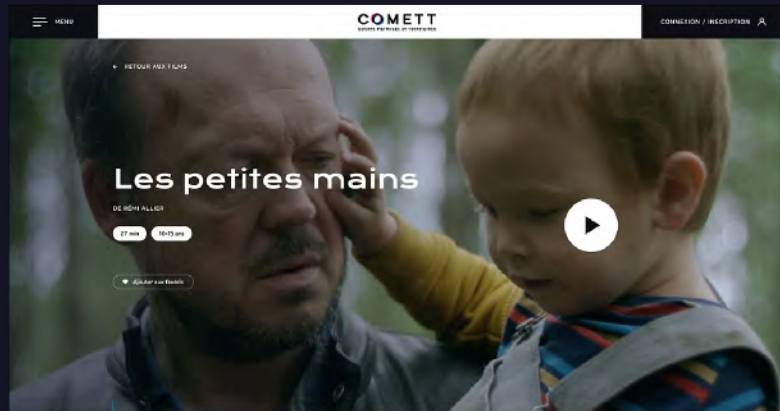 MENU
COMETT
CONNEXION / INSCRIPTION
← RETOUR AUX FILMS
Les petites mains
DE RÉMI ALLIER
27 min
10-15 ans
Ajouter aux favoris